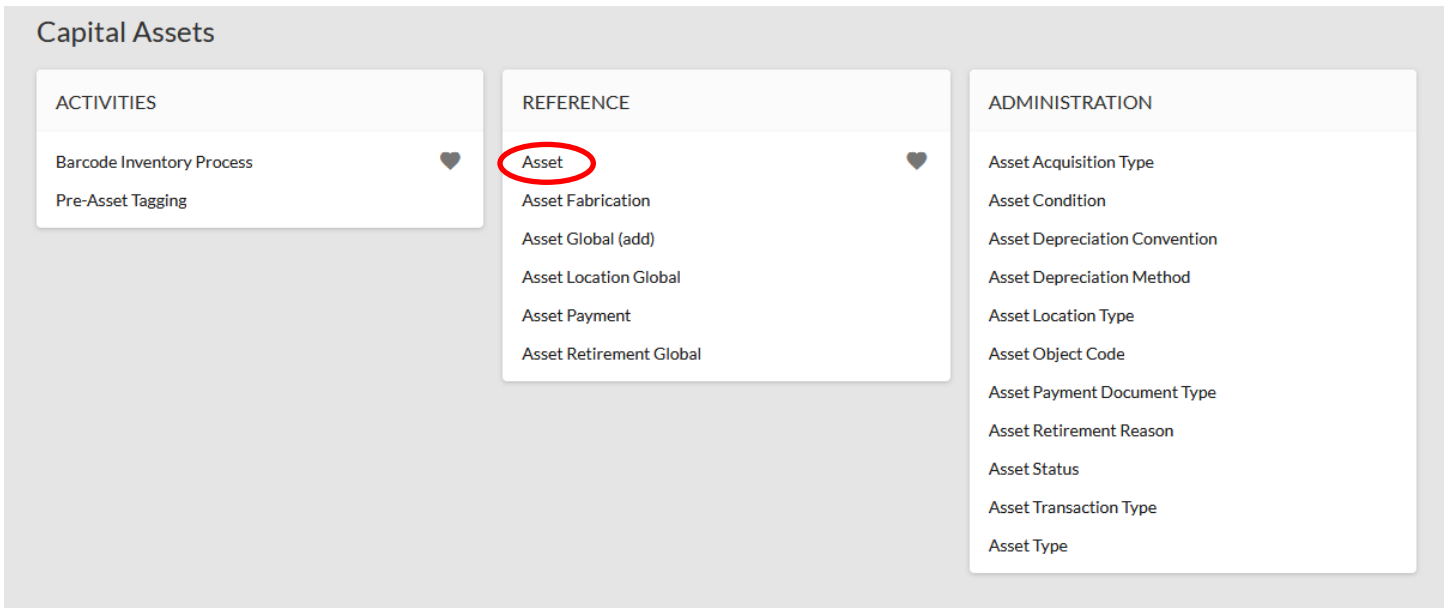 Capital Assets
ACTIVITIES
Barcode Inventory Process
Pre-Asset Tagging
REFERENCE
Asset
Asset Fabrication
Asset Global (add)
Asset Location Global
Asset Payment
Asset Retirement Global
ADMINISTRATION
Asset Acquisition Type
Asset Condition
Asset Depreciation Convention
Asset Depreciation Method
Asset Location Type
Asset Object Code
Asset Payment Document Type
Asset Retirement Reason
Asset Status
Asset Transaction Type
Asset Type